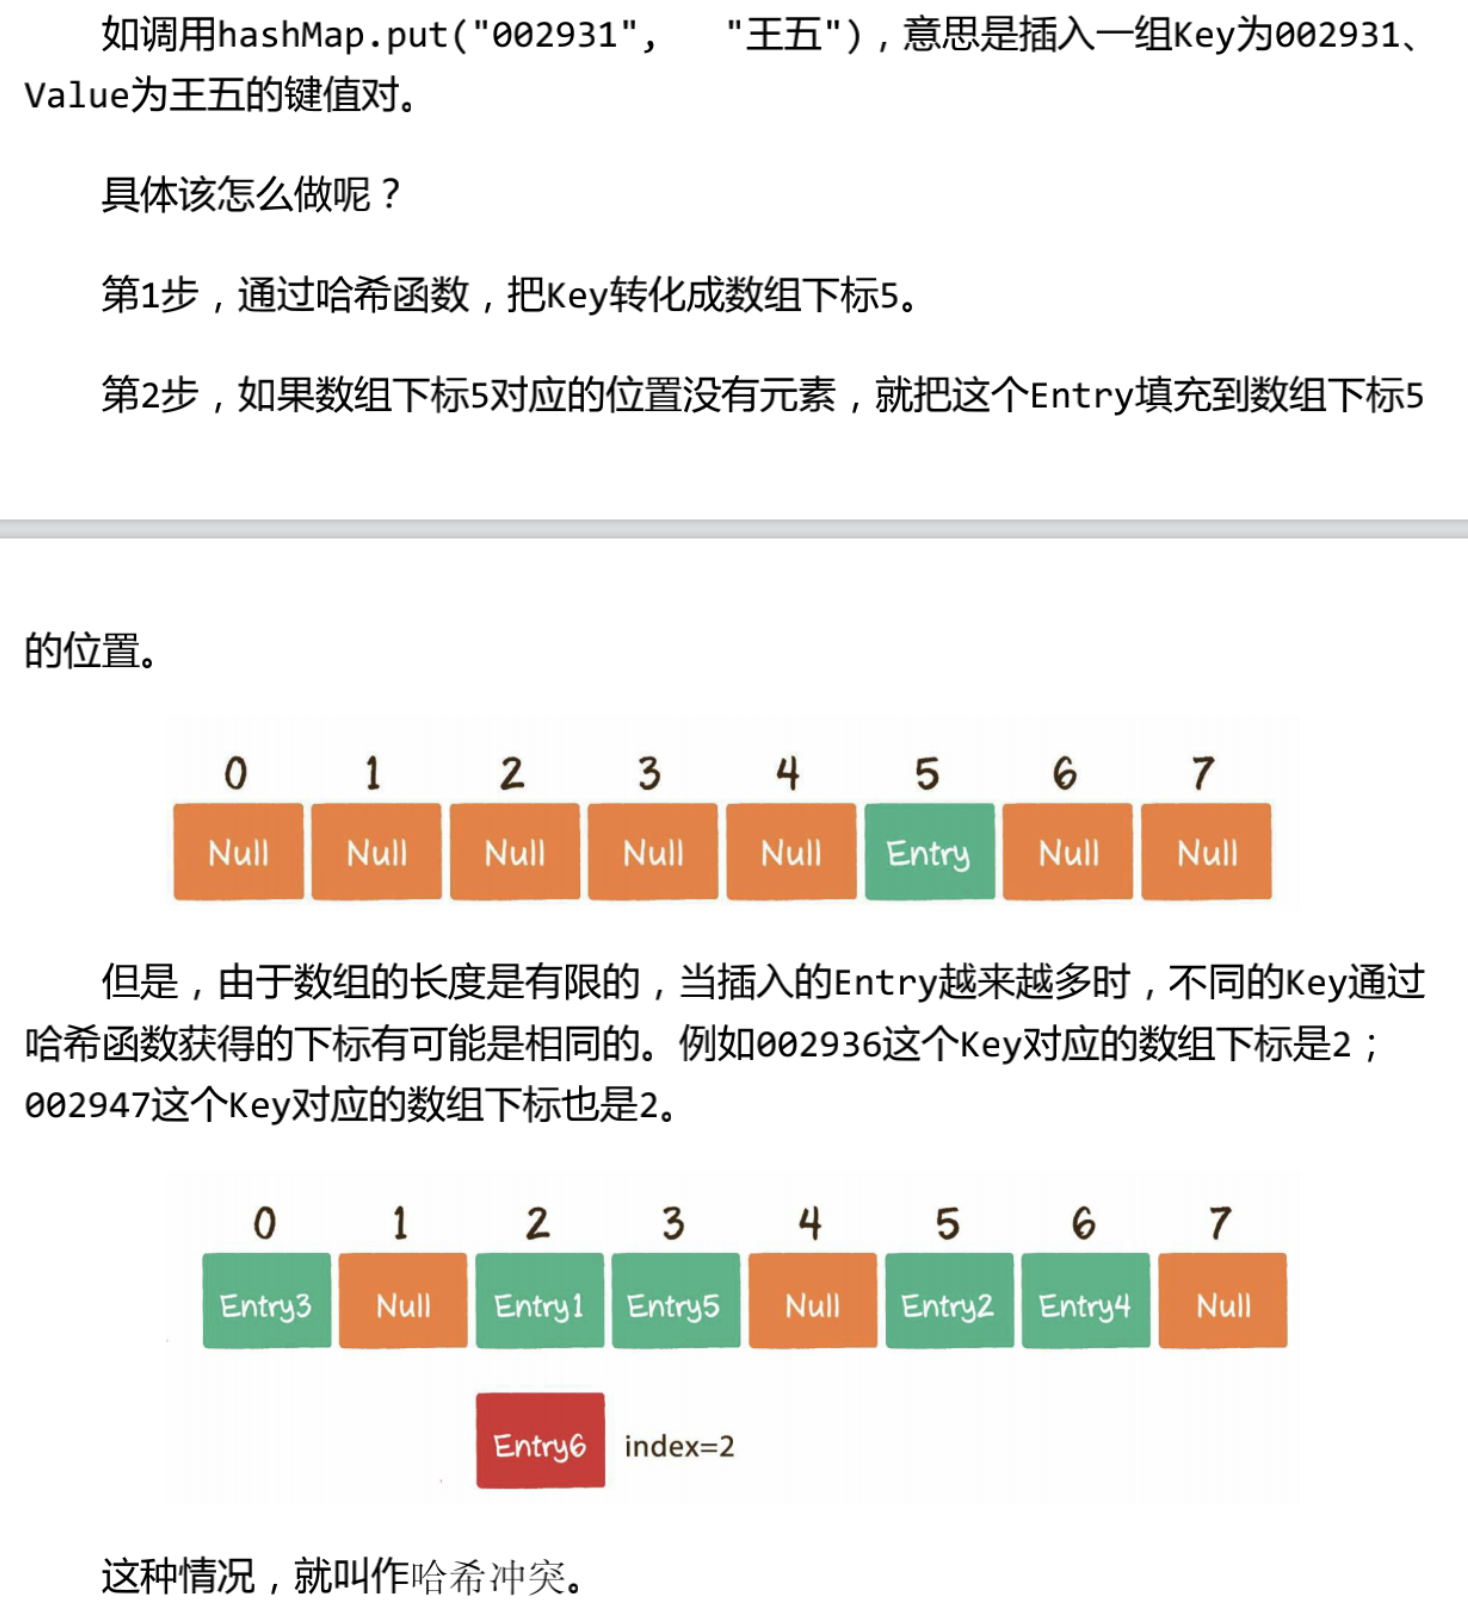 如调用hashMap.put("002931", "王五")，意思是插入一组Key为002931、
Value为王五的键值对。
具体该怎么做呢？
第1步，通过哈希函数，把Key转化成数组下标5。
第2步，如果数组下标5对应的位置没有元素，就把这个Entry填充到数组下标5
的位置。
0 1 2 3 4 5 6 7
Null Null Null Null Null Entry Null Null
但是，由于数组的长度是有限的，当插入的Entry越来越多时，不同的Key通过
哈希函数获得的下标有可能是相同的。例如002936这个Key对应的数组下标是2；
002947这个Key对应的数组下标也是2。
0 1 2 3 4 5 6 7
Entry3 Null Entry1 Entry5 Null Entry2 Entry4 Null
Entry6 index=2
这种情况，就叫作哈希冲突。